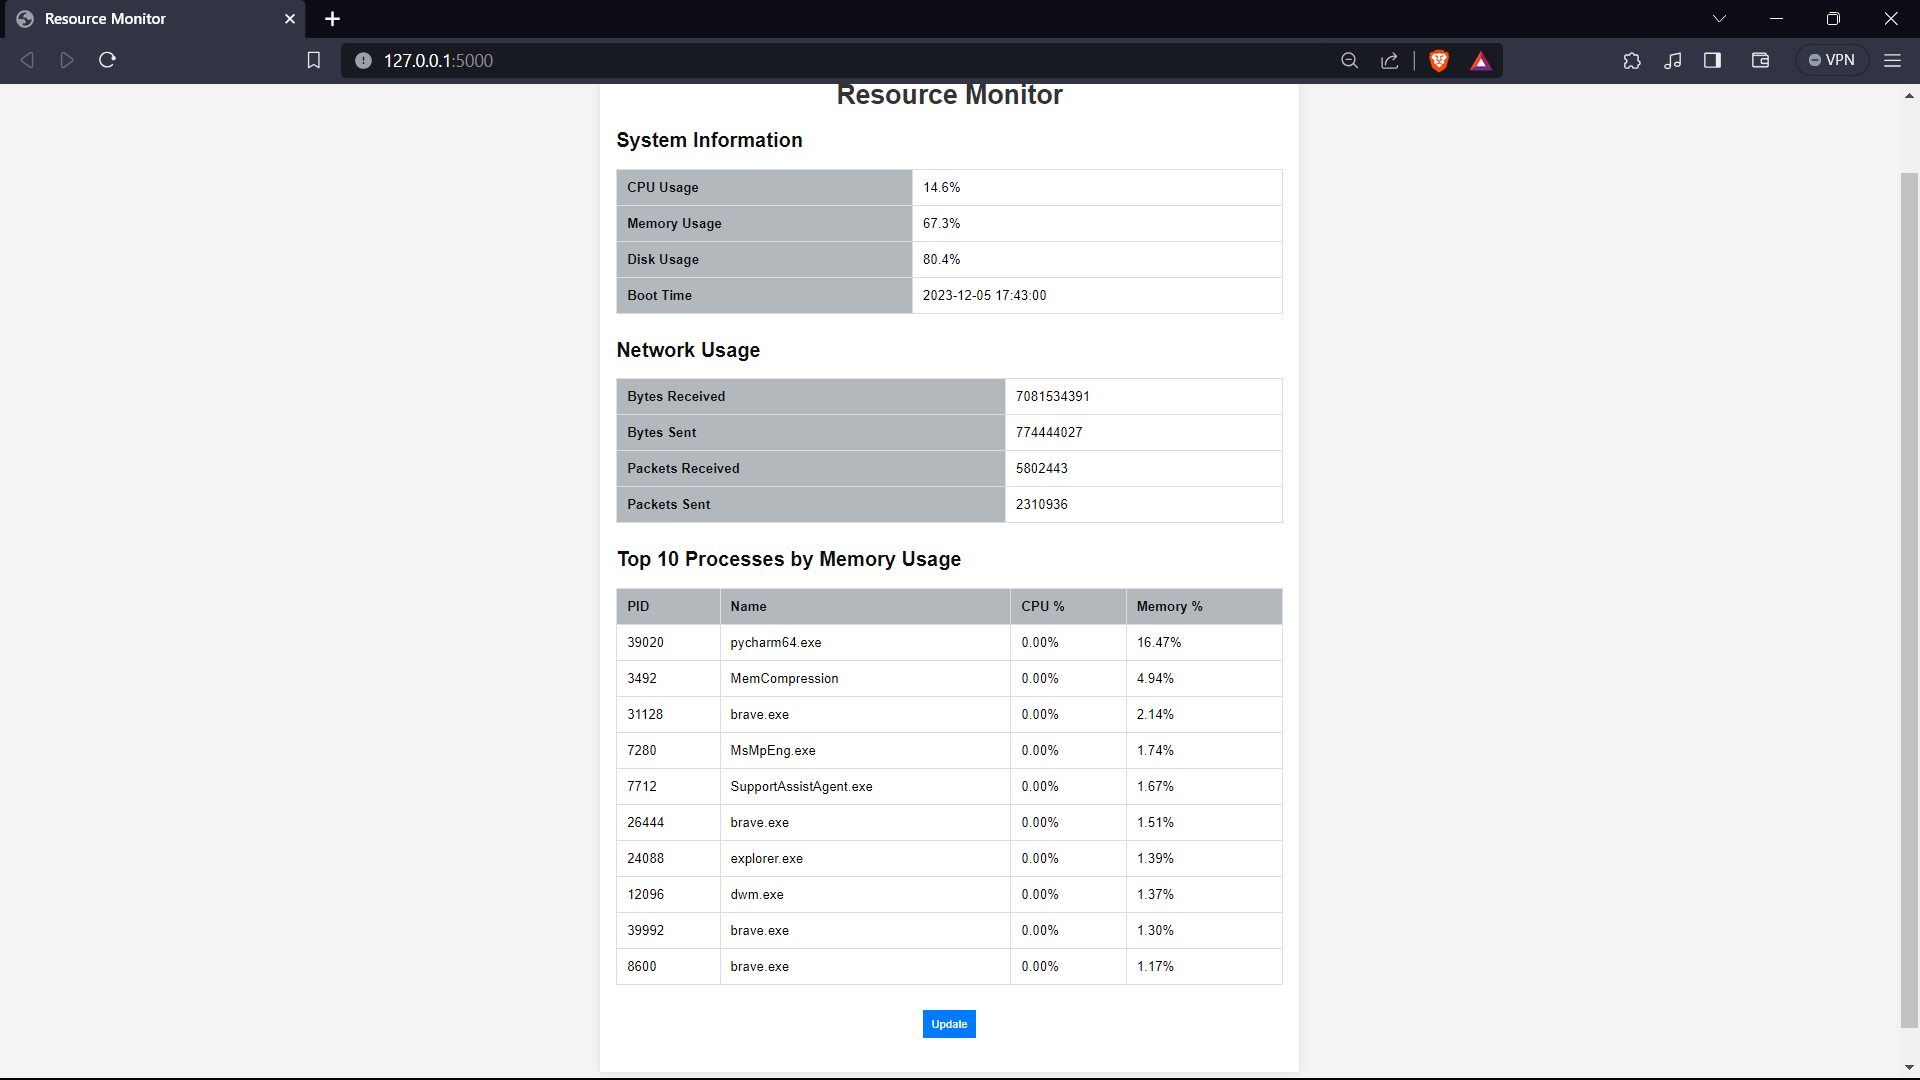 Resource Monitor
127.0.0.1:5000
VPN
Resource Monitor
System Information
CPU Usage 14.6%
Memory Usage 67.3%
Disk Usage 80.4%
Boot Time 2023-12-05 17:43:00
Network Usage
Bytes Received 7081534391
Bytes Sent 774444027
Packets Received 5802443
Packets Sent 2310936
Top 10 Processes by Memory Usage
PID Name CPU % Memory %
39020 pycharm64.exe 0.00% 16.47%
3492 MemCompression 0.00% 4.94%
31128 brave.exe 0.00% 2.14%
7280 MsMpEng.exe 0.00% 1.74%
7712 SupportAssistAgent.exe 0.00% 1.67%
26444 brave.exe 0.00% 1.51%
24088 explorer.exe 0.00% 1.39%
12096 dwm.exe 0.00% 1.37%
39992 brave.exe 0.00% 1.30%
8600 brave.exe 0.00% 1.17%
Update